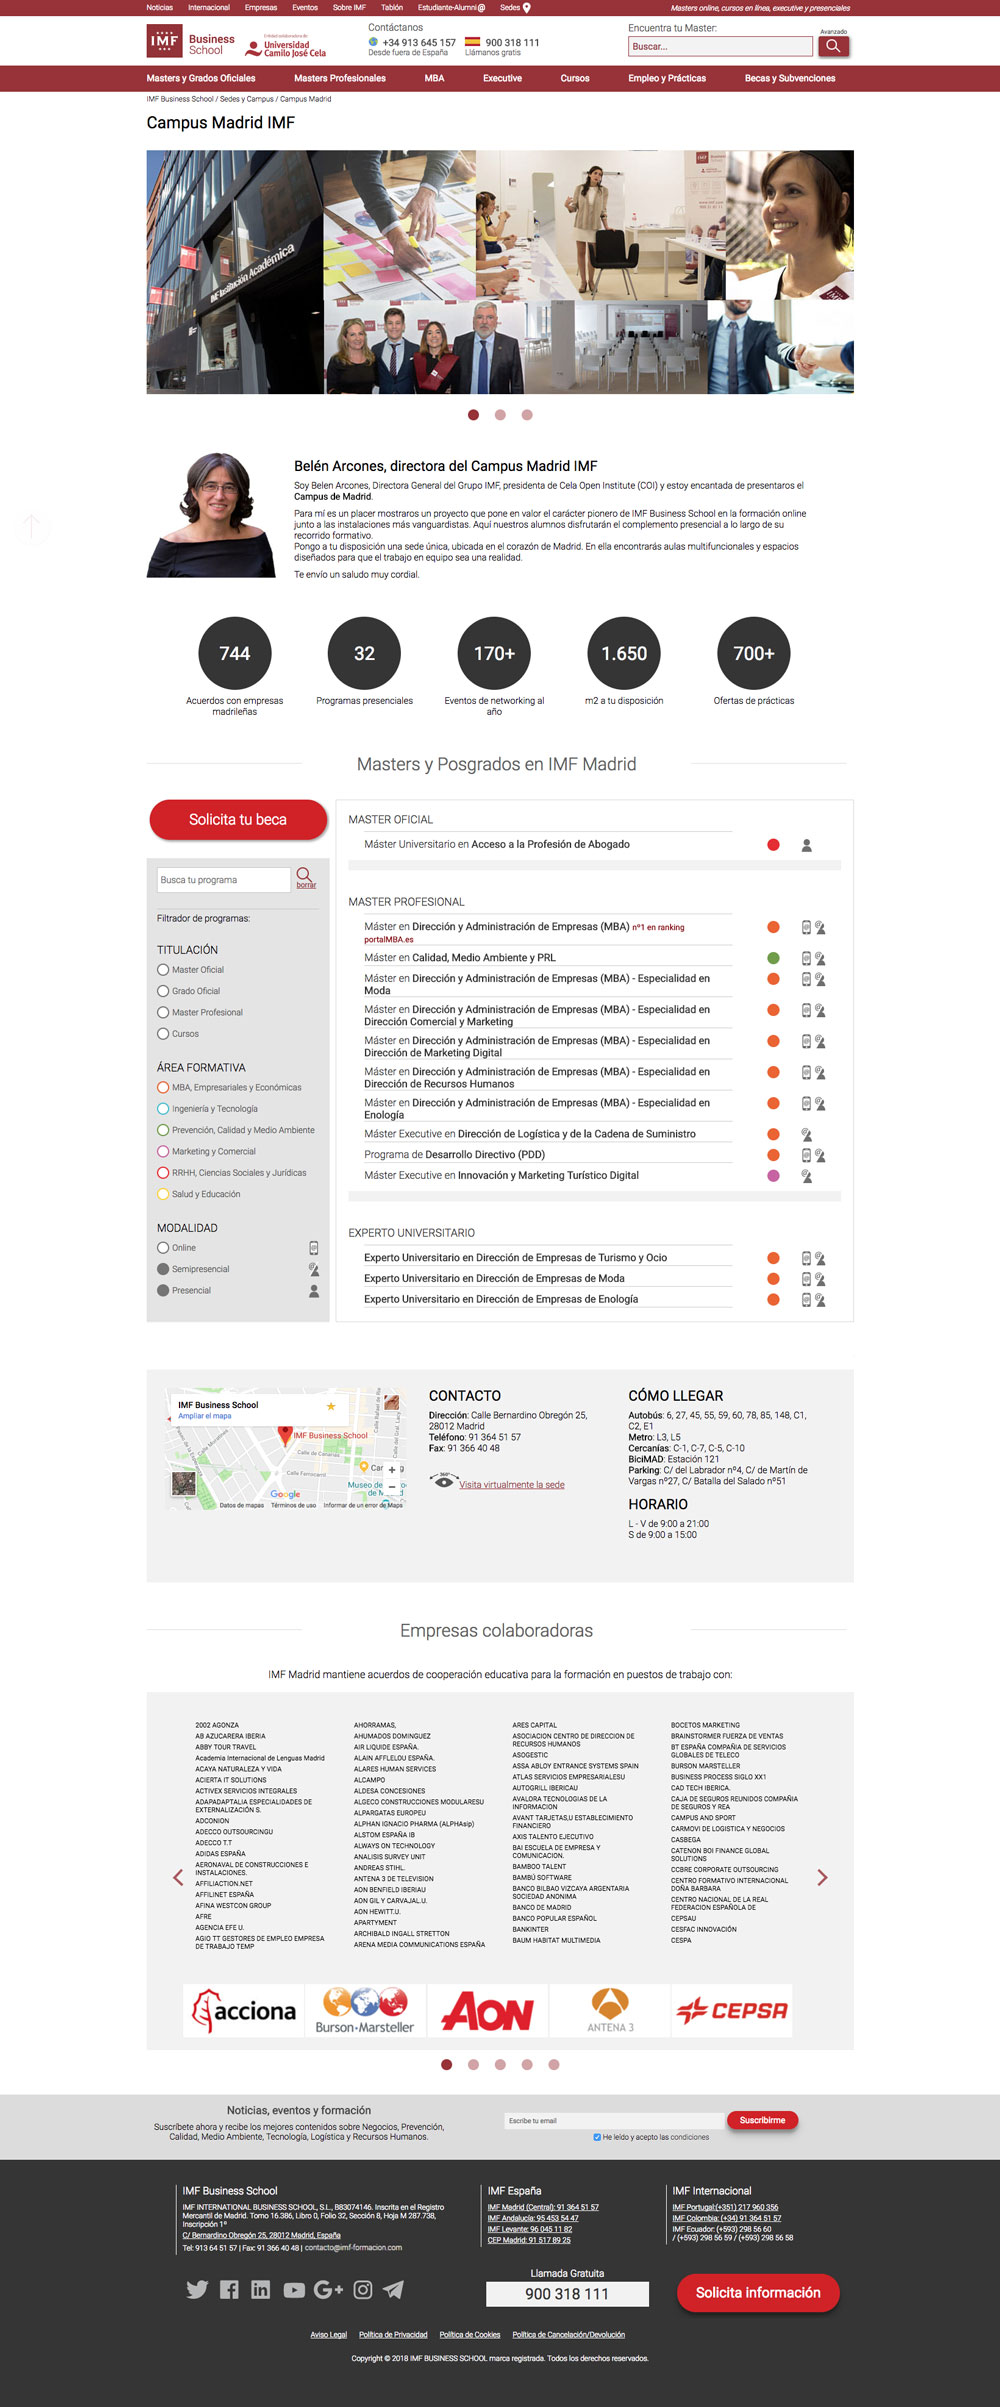 Noticias Internacional Empresas Eventos Sobre IMF Tablón Estudiante-Alumni@ Sedes
Masters online, cursos en línea, executive y presenciales
IMF Business School
Entidad colaboradora de:
Universidad
Camilo José Cela
Contáctanos
+34 913 645 157
Desde fuera de España
900 318 111
Llámanos gratis
Encuentra tu Master:
Avanzado
Buscar...
Masters y Grados Oficiales Masters Profesionales MBA Executive Cursos Empleo y Prácticas Becas y Subvenciones
IMF Business School / Sedes y Campus / Campus Madrid
Campus Madrid IMF
IMF Institución Académica
Belén Arcones, directora del Campus Madrid IMF
Soy Belen Arcones, Directora General del Grupo IMF, presidenta de Cela Open Institute (COI) y estoy encantada de presentaros el
Campus de Madrid.
Para mí es un placer mostraros un proyecto que pone en valor el carácter pionero de IMF Business School en la formación online
junto a las instalaciones más vanguardistas. Aquí nuestros alumnos disfrutarán el complemento presencial a lo largo de su
recorrido formativo.
Pongo a tu disposición una sede única, ubicada en el corazón de Madrid. En ella encontrarás aulas multifuncionales y espacios
diseñados para que el trabajo en equipo sea una realidad.
Te envío un saludo muy cordial.
744
Acuerdos con empresas
madrileñas
32
Programas presenciales
170+
Eventos de networking al
año
1.650
m2 a tu disposición
700+
Ofertas de prácticas
Masters y Posgrados en IMF Madrid
Solicita tu beca
Busca tu programa
borrar
Filtrador de programas:
TITULACIÓN
Master Oficial
Grado Oficial
Master Profesional
Cursos
ÁREA FORMATIVA
MBA, Empresariales y Económicas
Ingeniería y Tecnología
Prevención, Calidad y Medio Ambiente
Marketing y Comercial
RRHH, Ciencias Sociales y Jurídicas
Salud y Educación
MODALIDAD
Online
Semipresencial
Presencial
MASTER OFICIAL
Máster Universitario en Acceso a la Profesión de Abogado
MASTER PROFESIONAL
Máster en Dirección y Administración de Empresas (MBA) nº1 en ranking
portalMBA.es
Máster en Calidad, Medio Ambiente y PRL
Máster en Dirección y Administración de Empresas (MBA) - Especialidad en
Moda
Máster en Dirección y Administración de Empresas (MBA) - Especialidad en
Dirección Comercial y Marketing
Máster en Dirección y Administración de Empresas (MBA) - Especialidad en
Dirección de Marketing Digital
Máster en Dirección y Administración de Empresas (MBA) - Especialidad en
Dirección de Recursos Humanos
Máster en Dirección y Administración de Empresas (MBA) - Especialidad en
Enología
Máster Executive en Dirección de Logística y de la Cadena de Suministro
Programa de Desarrollo Directivo (PDD)
Máster Executive en Innovación y Marketing Turístico Digital
EXPERTO UNIVERSITARIO
Experto Universitario en Dirección de Empresas de Turismo y Ocio
Experto Universitario en Dirección de Empresas de Moda
Experto Universitario en Dirección de Empresas de Enología
IMF Business School
Ampliar el mapa
IMF Business School
Calle de Canarias
Calle Ferrocarril
Google
Datos de mapas Términos de uso Informar de un error de Maps
CONTACTO
Dirección: Calle Bernardino Obregón 25,
28012 Madrid
Teléfono: 91 364 51 57
Fax: 91 366 40 48
360º
Visita virtualmente la sede
CÓMO LLEGAR
Autobús: 6, 27, 45, 55, 59, 60, 78, 85, 148, C1,
C2, E1
Metro: L3, L5
Cercanías: C-1, C-7, C-5, C-10
BiciMAD: Estación 121
Parking: C/ del Labrador nº4, C/ de Martín de
Vargas nº27, C/ Batalla del Salado nº51
HORARIO
L - V de 9:00 a 21:00
S de 9:00 a 15:00
Empresas colaboradoras
IMF Madrid mantiene acuerdos de cooperación educativa para la formación en puestos de trabajo con:
2002 AGONZA
AB AZUCARERA IBERIA
ABBY TOUR TRAVEL
Academia Internacional de Lenguas Madrid
ACAYA NATURALEZA Y VIDA
ACIERTA IT SOLUTIONS
ACTIVEX SERVICIOS INTEGRALES
ADAPADAPTALIA ESPECIALIDADES DE
EXTERNALIZACIÓN S.
ADCONION
ADECCO OUTSOURCINGU
ADECCO T.T
ADIDAS ESPAÑA
AERONAVAL DE CONSTRUCCIONES E
INSTALACIONES.
AFFILIACTION.NET
AFFILINET ESPAÑA
AFINA WESTCON GROUP
AFRE
AGENCIA EFE U.
AGIO TT GESTORES DE EMPLEO EMPRESA
DE TRABAJO TEMP
AHORRAMAS,
AHUMADOS DOMINGUEZ
AIR LIQUIDE ESPAÑA.
ALAIN AFFLELOU ESPAÑA.
ALARES HUMAN SERVICES
ALCAMPO
ALDESA CONCESIONES
ALGECO CONSTRUCCIONES MODULARESU
ALPARGATAS EUROPEU
ALPHAN IGNACIO PHARMA (ALPHAsip)
ALSTOM ESPAÑA IB
ALWAYS ON TECHNOLOGY
ANALISIS SURVEY UNIT
ANDREAS STIHL.
ANTENA 3 DE TELEVISION
AON BENFIELD IBERIAU
AON GIL Y CARVAJAL.U.
AON HEWITT.U.
APARTYMENT
ARCHIBALD INGALL STRETTON
ARENA MEDIA COMMUNICATIONS ESPAÑA
ARES CAPITAL
ASOCIACION CENTRO DE DIRECCION DE
RECURSOS HUMANOS
ASOGESTIC
ASSA ABLOY ENTRANCE SYSTEMS SPAIN
ATLAS SERVICIOS EMPRESARIALESU
AUTOGRILL IBERICAU
AVALORA TECNOLOGIAS DE LA
INFORMACION
AVANT TARJETAS,U ESTABLECIMIENTO
FINANCIERO
AXIS TALENTO EJECUTIVO
BAI ESCUELA DE EMPRESA Y
COMUNICACION.
BAMBOO TALENT
BAMBÚ SOFTWARE
BANCO BILBAO VIZCAYA ARGENTARIA
SOCIEDAD ANONIMA
BANCO DE MADRID
BANCO POPULAR ESPAÑOL
BANKINTER
BAUM HABITAT MULTIMEDIA
BOCETOS MARKETING
BRAINSTORMER FUERZA DE VENTAS
BT ESPAÑA COMPAÑIA DE SERVICIOS
GLOBALES DE TELECO
BURSON MARSTELLER
BUSINESS PROCESS SIGLO XX1
CAD TECH IBERICA.
CAJA DE SEGUROS REUNIDOS COMPAÑIA
DE SEGUROS Y REA
CAMPUS AND SPORT
CARMOVI DE LOGISTICA Y NEGOCIOS
CASBEGA
CATENON BOI FINANCE GLOBAL
SOLUTIONS
CCBRE CORPORATE OUTSOURCING
CENTRO FORMATIVO INTERNACIONAL
DOÑA BARBARA
CENTRO NACIONAL DE LA REAL
FEDERACION ESPAÑOLA DE
CEPSAU
CESFAC INNOVACIÓN
CESPA
acciona
Burson·Marsteller
AON
ANTENA 3
CEPSA
Noticias, eventos y formación
Suscríbete ahora y recibe los mejores contenidos sobre Negocios, Prevención,
Calidad, Medio Ambiente, Tecnología, Logística y Recursos Humanos.
Escribe tu email
Suscribirme
He leído y acepto las condiciones
IMF Business School
IMF INTERNATIONAL BUSINESS SCHOOL, S.L., B83074146. Inscrita en el Registro
Mercantil de Madrid. Tomo 16.386, Libro 0, Folio 32, Sección 8, Hoja M 287.738,
Inscripción 1º
C/ Bernardino Obregón 25, 28012 Madrid, España
Tel: 913 64 51 57 | Fax: 91 366 40 48 | contacto@imf-formacion.com
IMF España
IMF Madrid (Central): 91 364 51 57
IMF Andalucía: 95 453 54 47
IMF Levante: 96 045 11 82
CEP Madrid: 91 517 89 25
IMF Internacional
IMF Portugal:(+351) 217 960 356
IMF Colombia: (+34) 91 364 51 57
IMF Ecuador: (+593) 298 56 60
/ (+593) 298 56 59 / (+593) 298 56 58
Llamada Gratuita
900 318 111
Solicita información
Aviso Legal Política de Privacidad Política de Cookies Política de Cancelación/Devolución
Copyright © 2018 IMF BUSINESS SCHOOL marca registrada. Todos los derechos reservados.